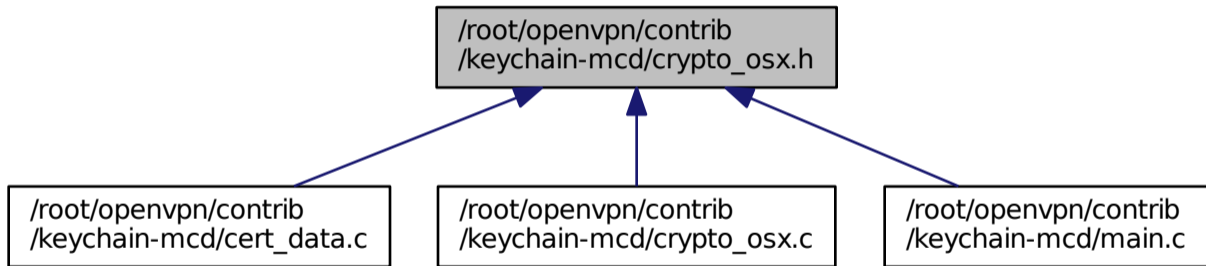 /root/openvpn/contrib
/keychain-mcd/crypto_osx.h
/root/openvpn/contrib
/keychain-mcd/cert_data.c
/root/openvpn/contrib
/keychain-mcd/crypto_osx.c
/root/openvpn/contrib
/keychain-mcd/main.c